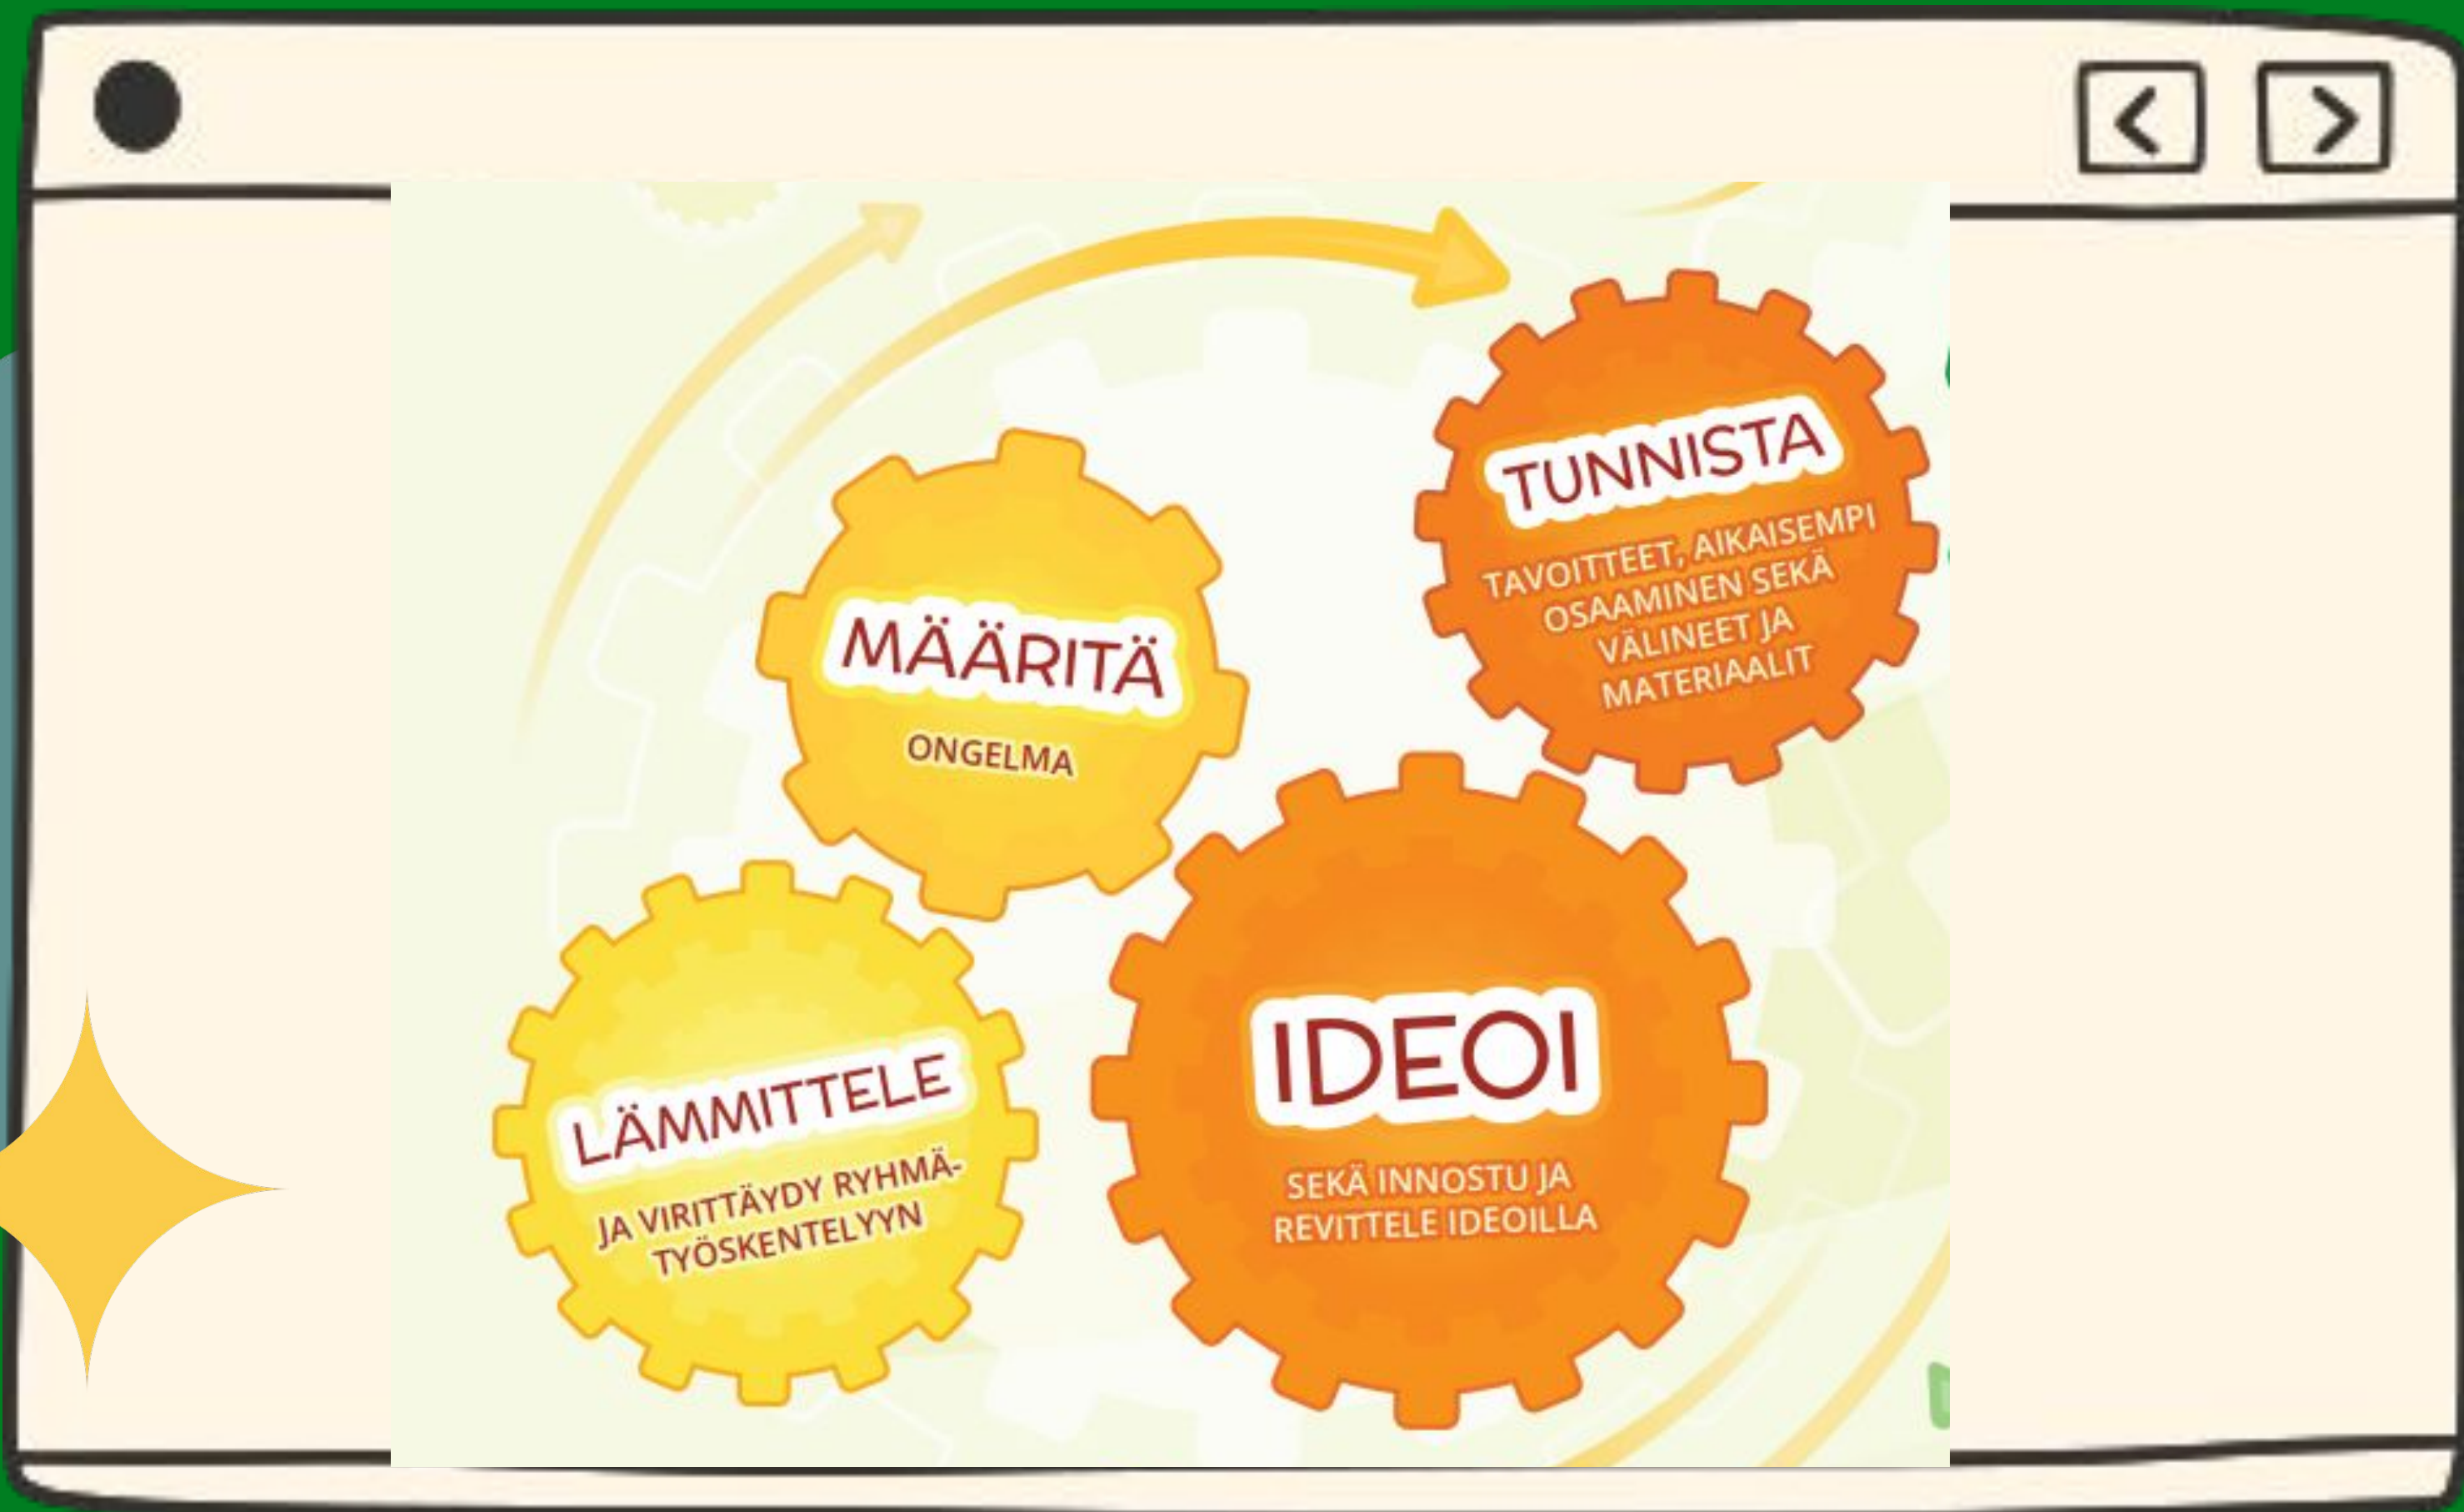 TUNNISTA
TAVOITTEET, AIKAISEMPI
OSAAMINEN SEKÄ
VÄLINEET JA
MATERIAALIT
MÄÄRITÄ
ONGELMA
LÄMMITTELE
JA VIRITTÄYDY RYHMÄ-
TYÖSKENTELYYN
IDEOI
SEKÄ INNOSTU JA
REVITTELE IDEOILLA